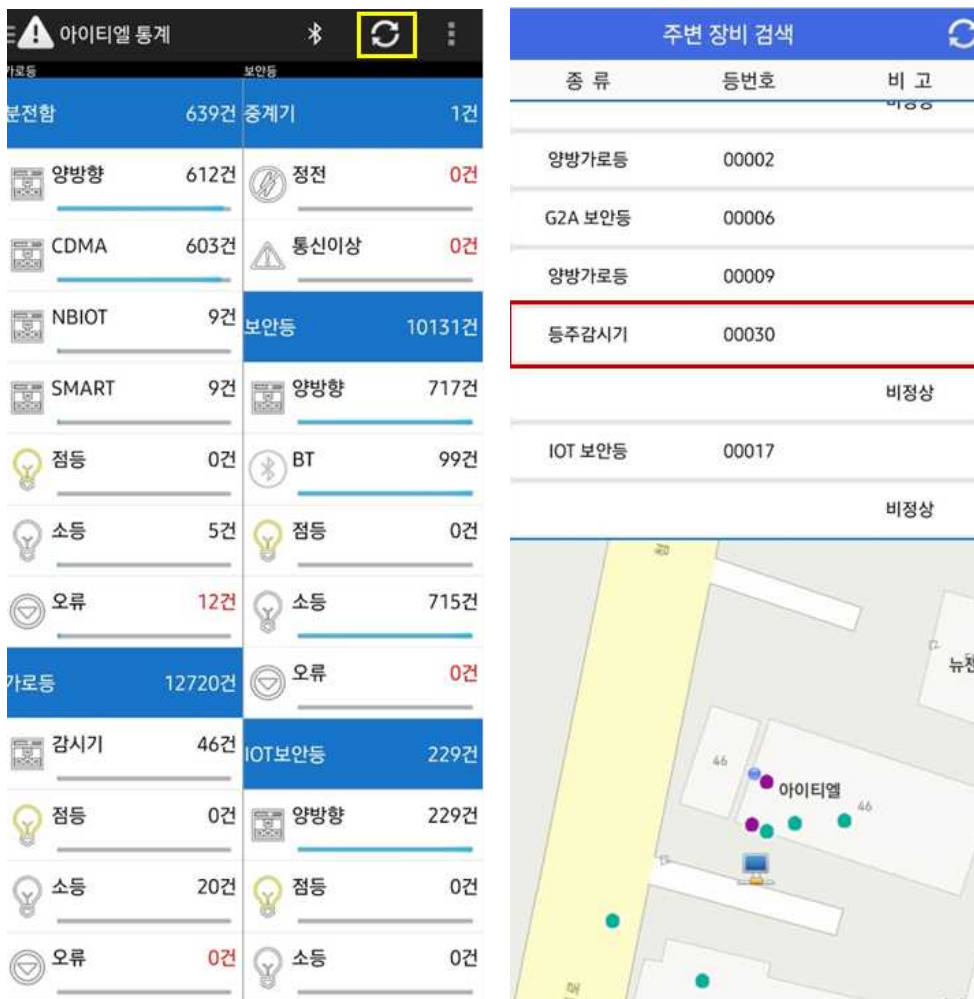 아이티엘 통계
가로등
보안등
분전함 639건
양방향 612건
CDMA 603건
NBIOT 9건
SMART 9건
점등 0건
소등 5건
오류 12건
가로등 12720건
감시기 46건
점등 0건
소등 20건
오류 0건
중계기 1건
정전 0건
통신이상 0건
보안등 10131건
양방향 717건
BT 99건
점등 0건
소등 715건
오류 0건
IOT보안등 229건
양방향 229건
점등 0건
소등 0건
주변 장비 검색
종 류 등번호 비 고
비정상
양방가로등 00002
G2A 보안등 00006
양방가로등 00009
등주감시기 00030
비정상
IOT 보안등 00017
비정상
46
아이티엘
46